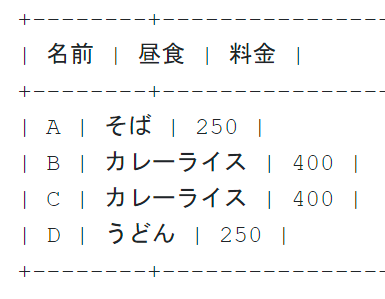 +--------+----------------
| 名前 | 昼食 | 料金 |
+--------+----------------
| A | そば | 250 |
| B | カレーライス | 400 |
| C | カレーライス | 400 |
| D | うどん | 250 |
+--------+----------------